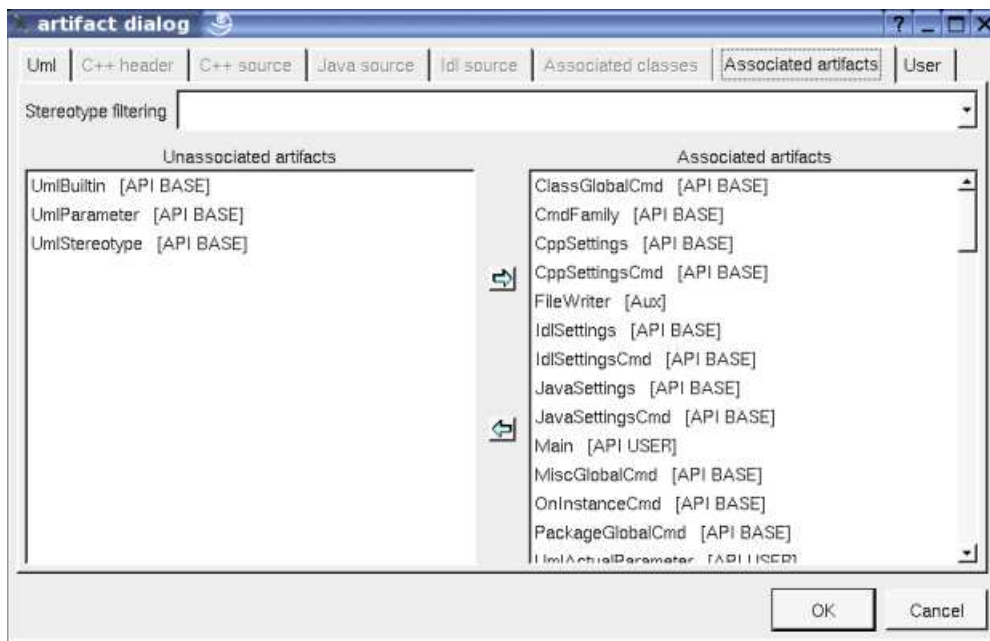 artifact dialog ?
Uml C++ header C++ source Java source Idl source Associated classes Associated artifacts User
Stereotype filtering
Unassociated artifacts
UmlBuiltin [API BASE]
UmlParameter [API BASE]
UmlStereotype [API BASE]
Associated artifacts
ClassGlobalCmd [API BASE]
CmdFamily [API BASE]
CppSettings [API BASE]
CppSettingsCmd [API BASE]
FileWriter [Aux]
IdlSettings [API BASE]
IdlSettingsCmd [API BASE]
JavaSettings [API BASE]
JavaSettingsCmd [API BASE]
Main [API USER]
MiscGlobalCmd [API BASE]
OnInstanceCmd [API BASE]
PackageGlobalCmd [API BASE]
UmlActualParameter [API USER]
OK Cancel